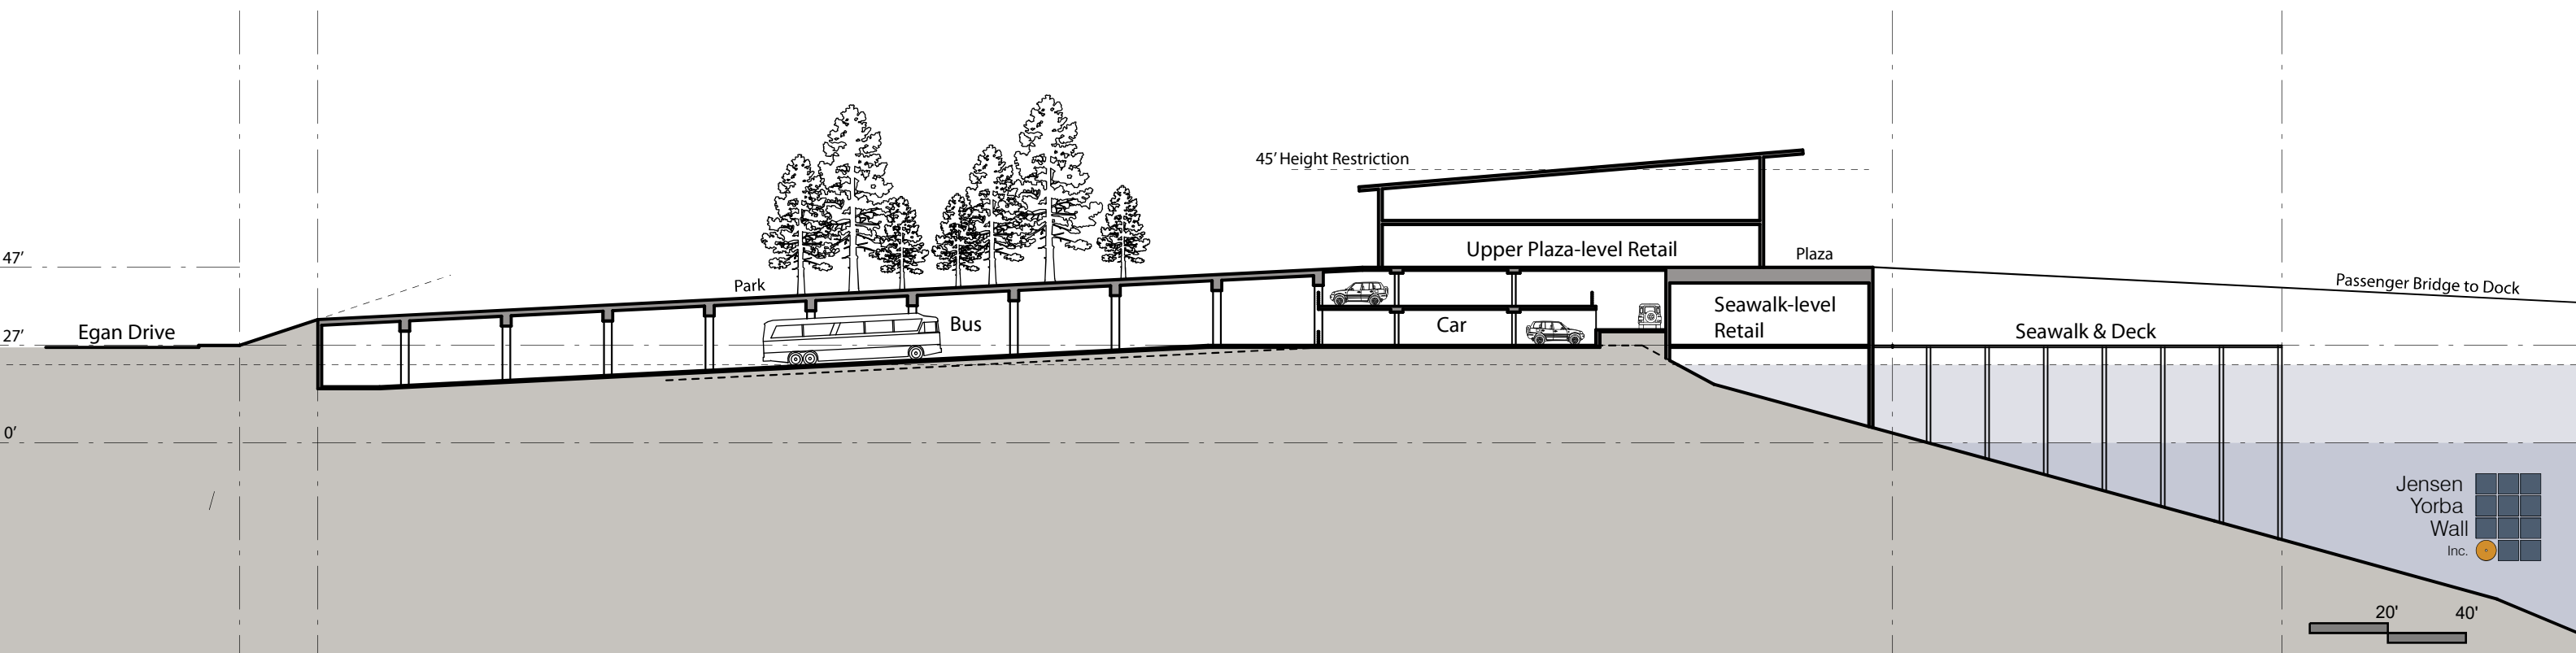 45’ Height Restriction
47’
Upper Plaza-level Retail
Plaza
Park
Passenger Bridge to Dock
Egan Drive
27’
Bus
Car
Seawalk-level
Retail
Seawalk & Deck
0’
Jensen
Yorba
Wall
Inc.
20'
40'